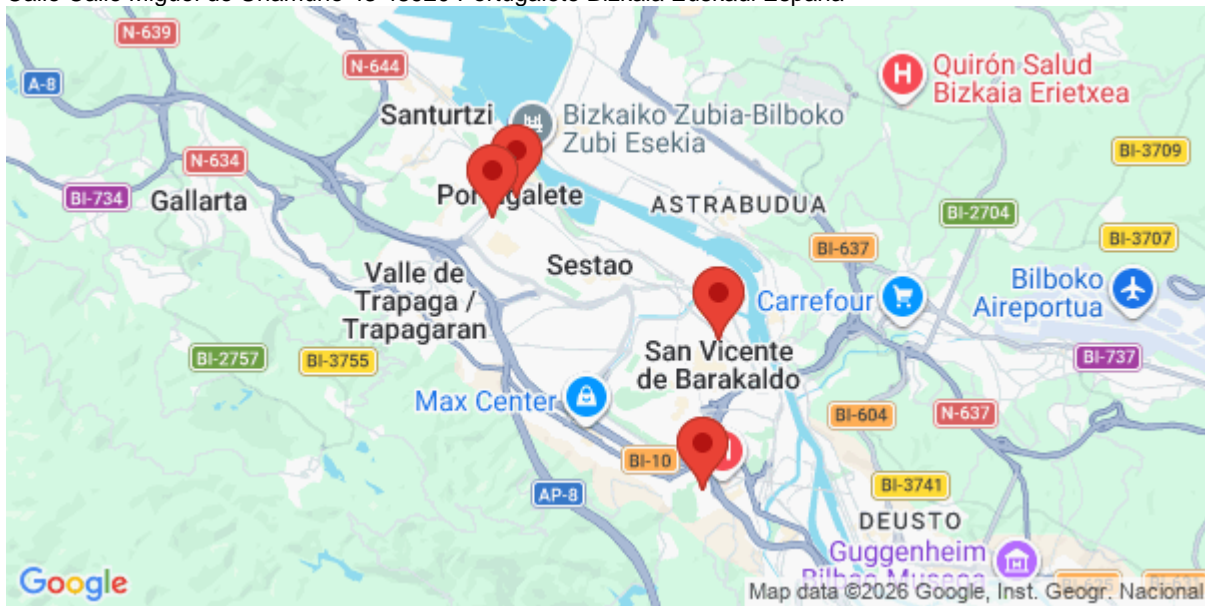 Calle Calle Miguel de Unamuno 48 48920 Portugalete Bizkaia Euskadi España
N-639
A-8
N-644
Santurtzi
Bizkaiko Zubia-Bilboko
Zubi Esekia
Quirón Salud
Bizkaia Erietxea
N-634
BI-3709
BI-734
Gallarta
ASTRABUDUA
BI-2704
BI-637
BI-3707
Sestao
Valle de
Trapaga /
Trapagaran
Carrefour
Bilboko
Aireportua
BI-2757
BI-3755
San Vicente
de Barakaldo
BI-737
Max Center
BI-604
N-637
BI-10
AP-8
BI-3741
DEUSTO
Guggenheim
Bilbao Museoa
Google
Map data ©2026 Google, Inst. Geogr. Nacional